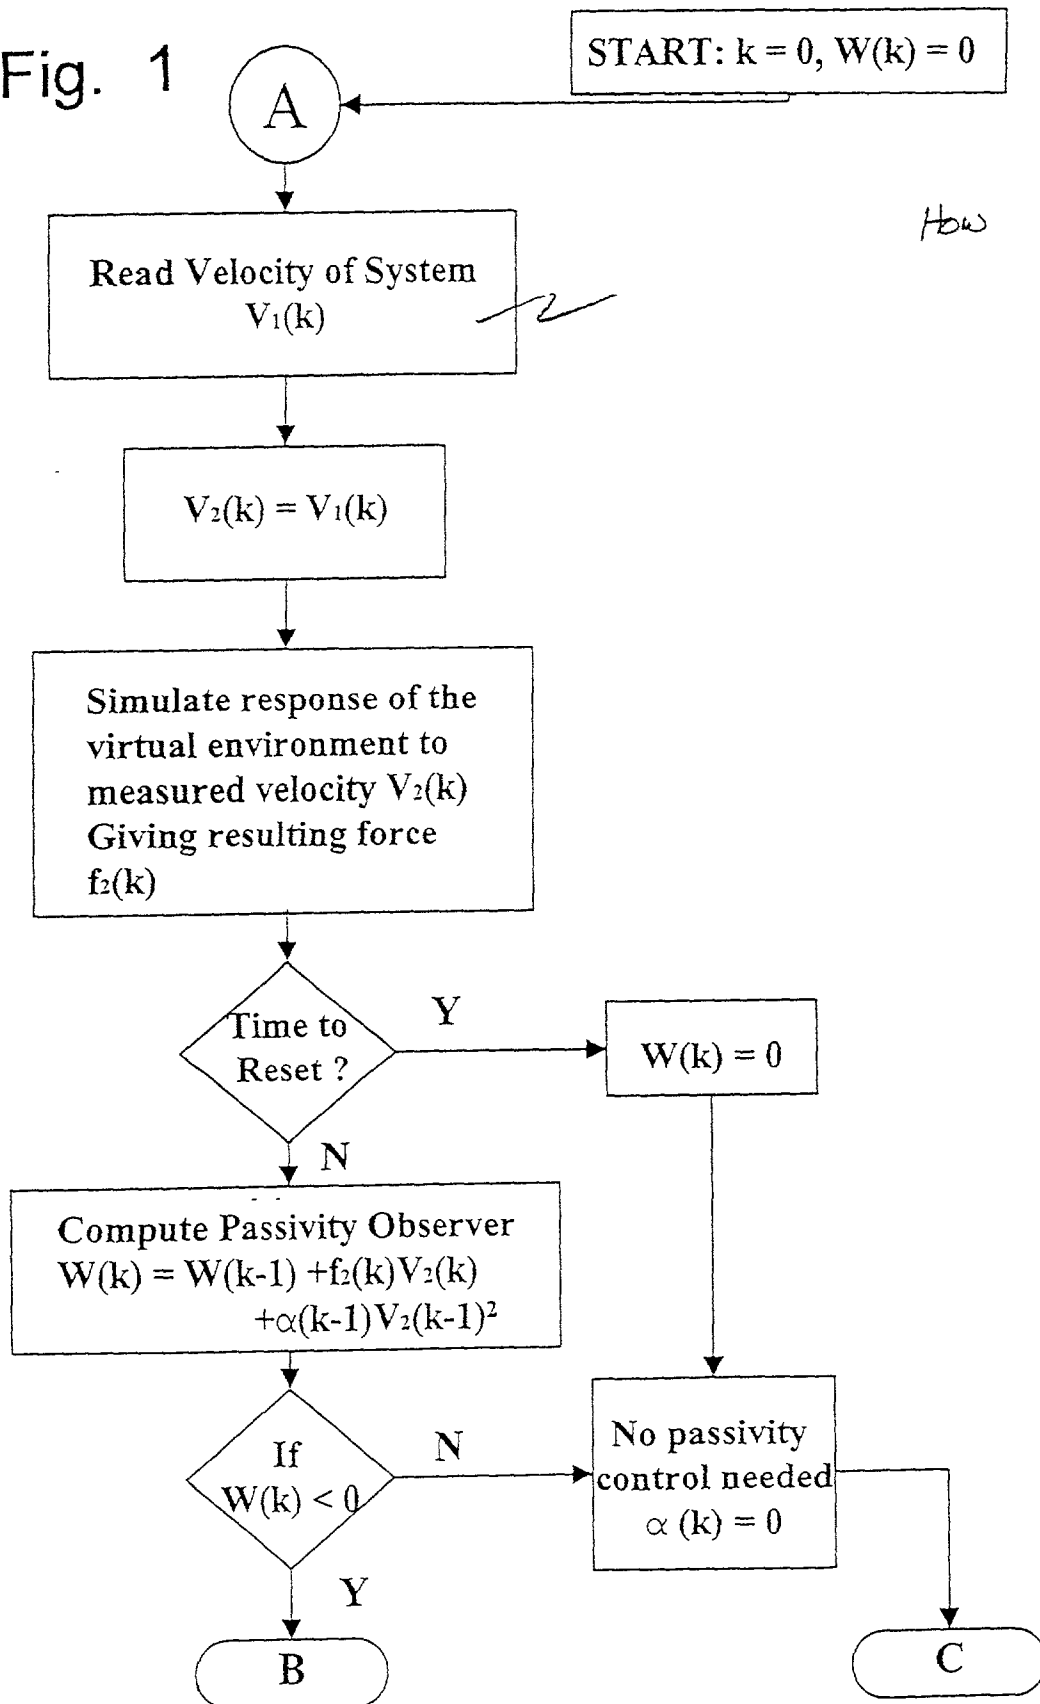 Fig. 1
START: k = 0, W(k) = 0
A
How
Read Velocity of System
V₁(k)
V₂(k) = V₁(k)
Simulate response of the
virtual environment to
measured velocity V₂(k)
Giving resulting force
f₂(k)
Time to
Reset ?
Y
W(k) = 0
N
Compute Passivity Observer
W(k) = W(k-1) +f₂(k)V₂(k)
+∝(k-1)V₂(k-1)²
If
W(k) < 0
N
No passivity
control needed
∝ (k) = 0
Y
B
C